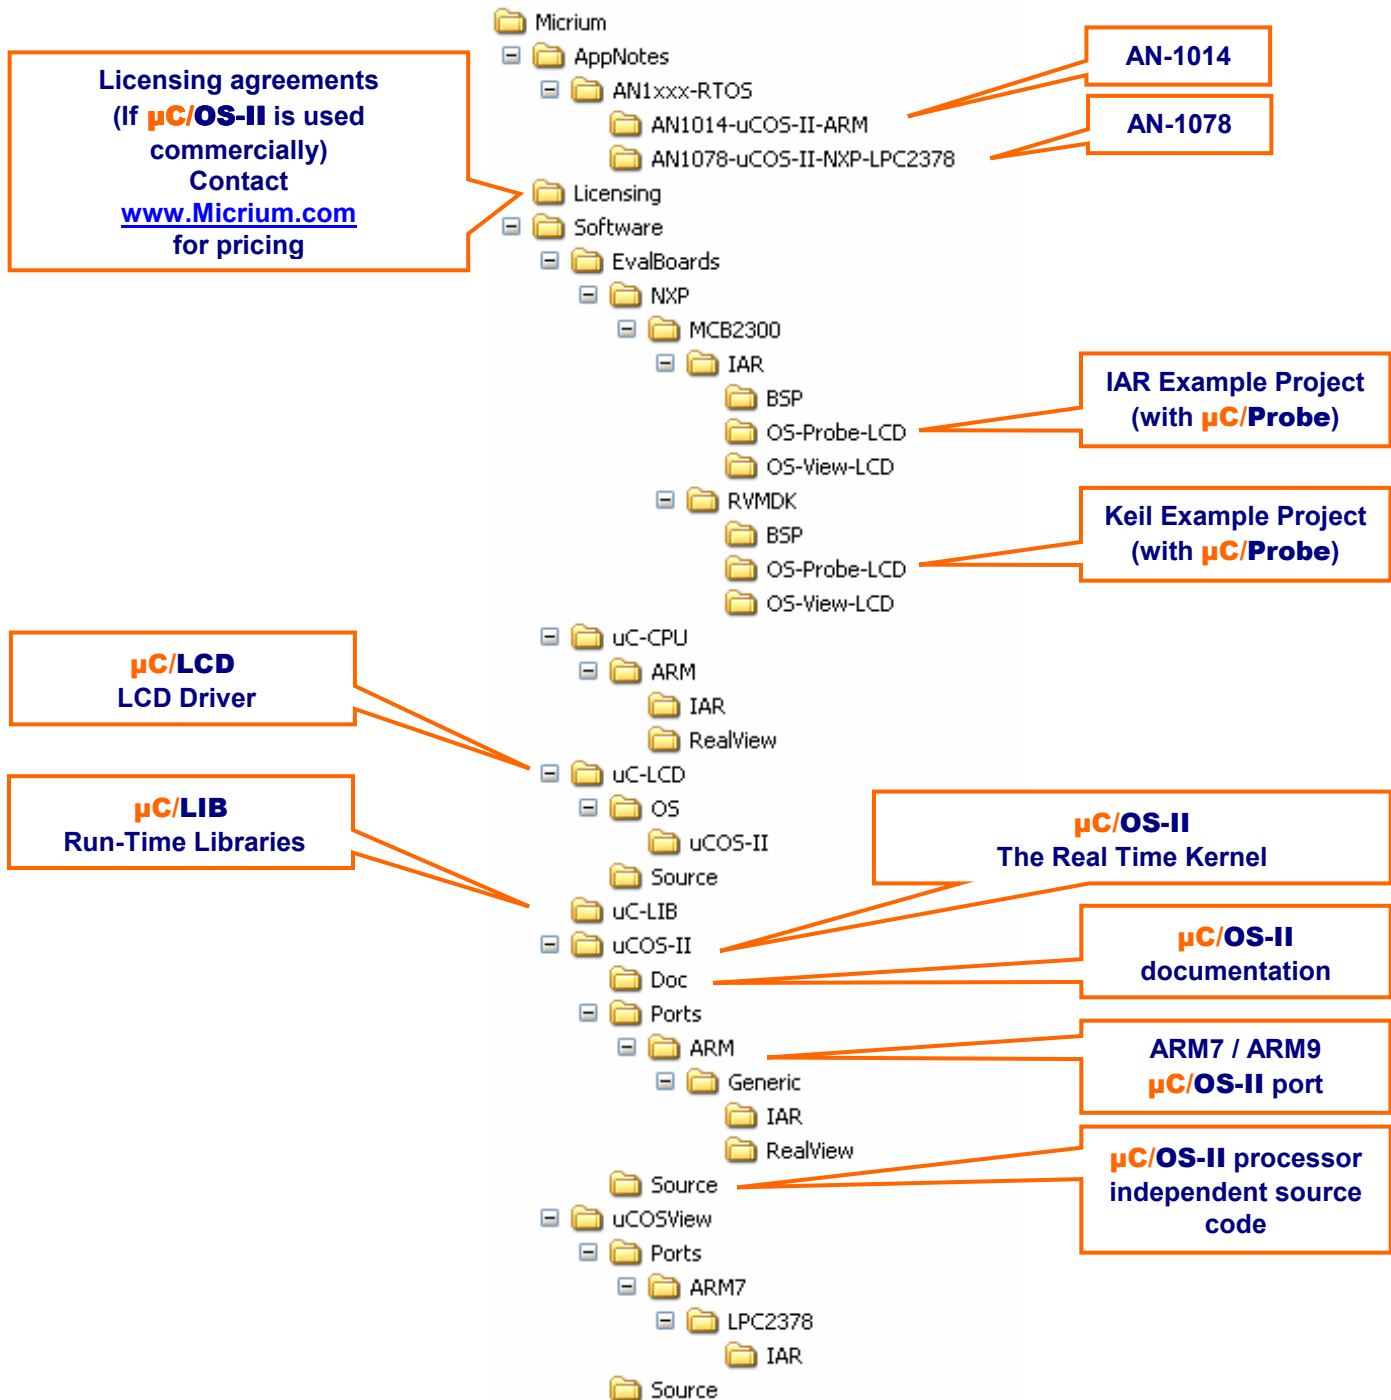 Micrium
AppNotes
AN1xxx-RTOS
AN1014-uCOS-II-ARM
AN1078-uCOS-II-NXP-LPC2378
Licensing
Software
EvalBoards
NXP
MCB2300
IAR
BSP
OS-Probe-LCD
OS-View-LCD
RVMDK
BSP
OS-Probe-LCD
OS-View-LCD
uC-CPU
ARM
IAR
RealView
uC-LCD
OS
uCOS-II
Source
uC-LIB
uCOS-II
Doc
Ports
ARM
Generic
IAR
RealView
Source
uCOSView
Ports
ARM7
LPC2378
IAR
Source
Licensing agreements
(If µC/OS-II is used
commercially)
Contact
www.Micrium.com
for pricing
µC/LCD
LCD Driver
µC/LIB
Run-Time Libraries
AN-1014
AN-1078
IAR Example Project
(with µC/Probe)
Keil Example Project
(with µC/Probe)
µC/OS-II
The Real Time Kernel
µC/OS-II
documentation
ARM7 / ARM9
µC/OS-II port
µC/OS-II processor
independent source
code